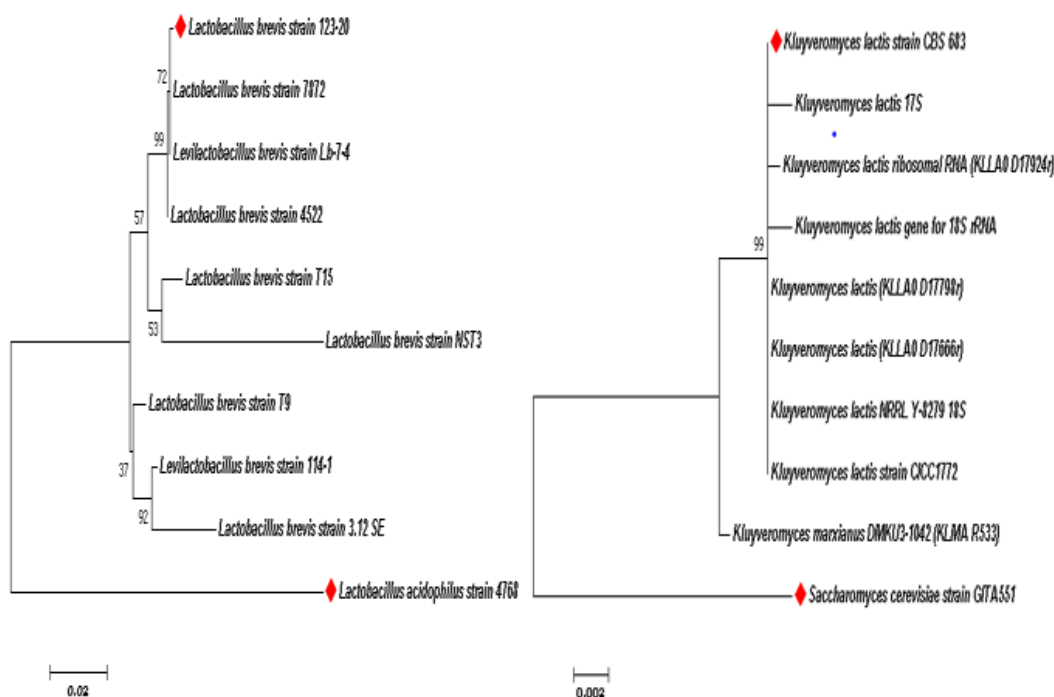 Lactobacillus brevis strain 123-20
72
Lactobacillus brevis strain 7872
99
Levilactobacillus brevis strain Lb-7-4
Lactobacillus brevis strain 4522
57
Lactobacillus brevis strain T15
53
Lactobacillus brevis strain NST3
Lactobacillus brevis strain T9
37
Levilactobacillus brevis strain 114-1
92
Lactobacillus brevis strain 3.12 SE
Lactobacillus acidophilus strain 4768
0.02
Kluyveromyces lactis strain CBS 683
Kluyveromyces lactis 17S
Kluyveromyces lactis ribosomal RNA (KLLA0 D17924r)
Kluyveromyces lactis gene for 18S rRNA
99
Kluyveromyces lactis (KLLA0 D17798r)
Kluyveromyces lactis (KLLA0 D17666r)
Kluyveromyces lactis NRRL Y-8279 18S
Kluyveromyces lactis strain CICC1772
Kluyveromyces marxianus DMKU3-1042 (KLMA R533)
Saccharomyces cerevisiae strain GITA551
0.002